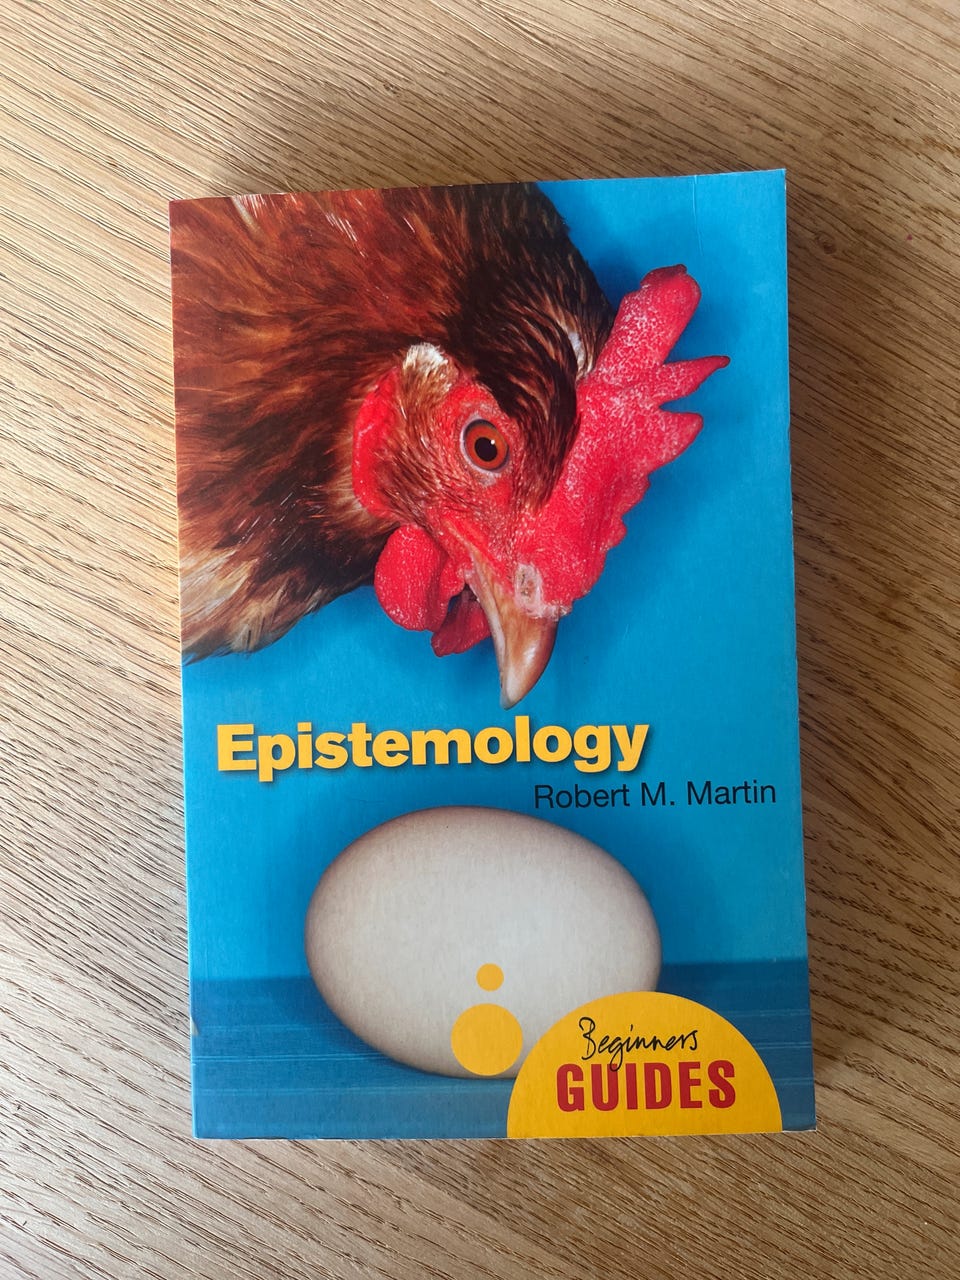 Epistemology
Robert M. Martin
Beginners
GUIDES